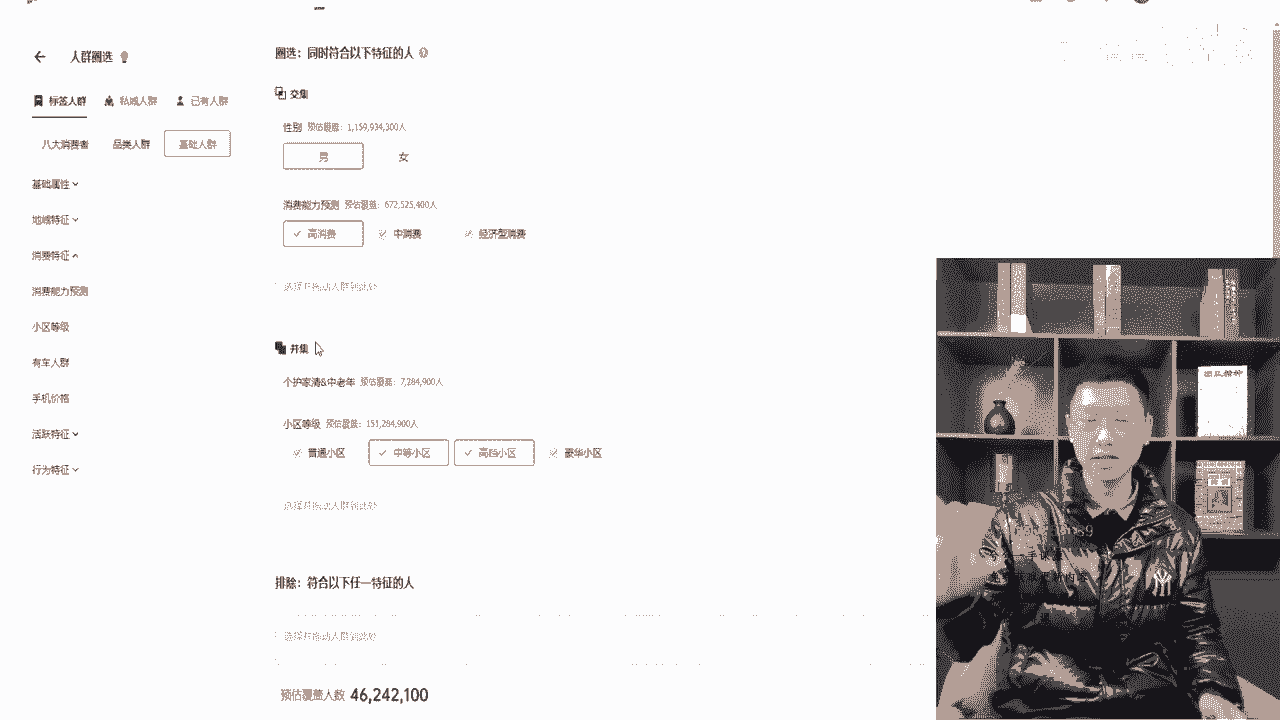 人群圈选
标签人群 私域人群 已有人群
八大消费者 品类人群 基础人群
基础属性
地域特征
消费特征
消费能力预测
小区等级
有车人群
手机价格
活跃特征
行为特征
圈选：同时符合以下特征的人
交集
性别 预估覆盖：1,159,934,300人
男 女
消费能力预测 预估覆盖：672,525,400人
高消费 中消费 经济型消费
选择并拖动人群到此处
并集
个护家清&中老年 预估覆盖：7,284,900人
小区等级 预估覆盖：151,284,900人
普通小区 中等小区 高档小区 豪华小区
选择并拖动人群到此处
排除：符合以下任一特征的人
选择并拖动人群到此处
预估覆盖人数 46,242,100